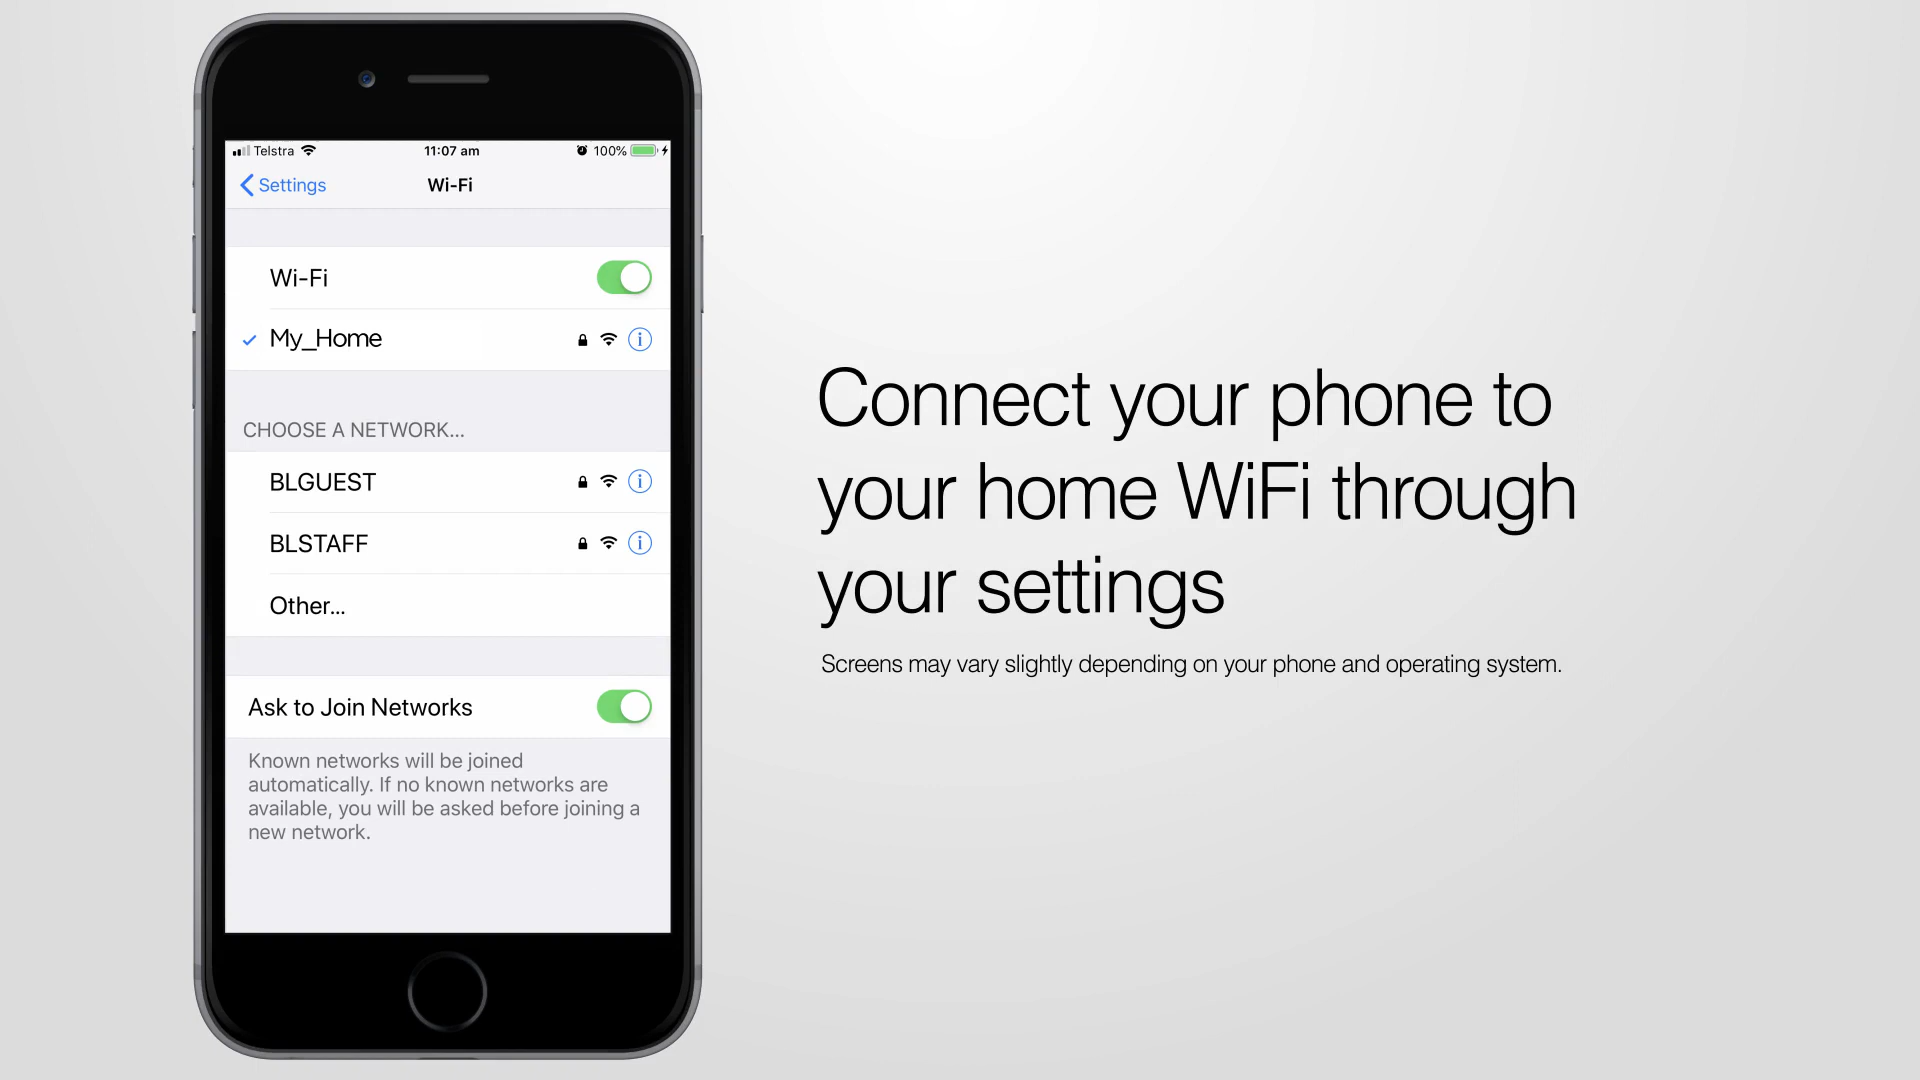 Telstra 11:07 am 100%
Settings Wi-Fi
Wi-Fi
My_Home
CHOOSE A NETWORK...
BLGUEST
BLSTAFF
Other...
Ask to Join Networks
Known networks will be joined
automatically. If no known networks are
available, you will be asked before joining a
new network.
Connect your phone to
your home WiFi through
your settings
Screens may vary slightly depending on your phone and operating system.